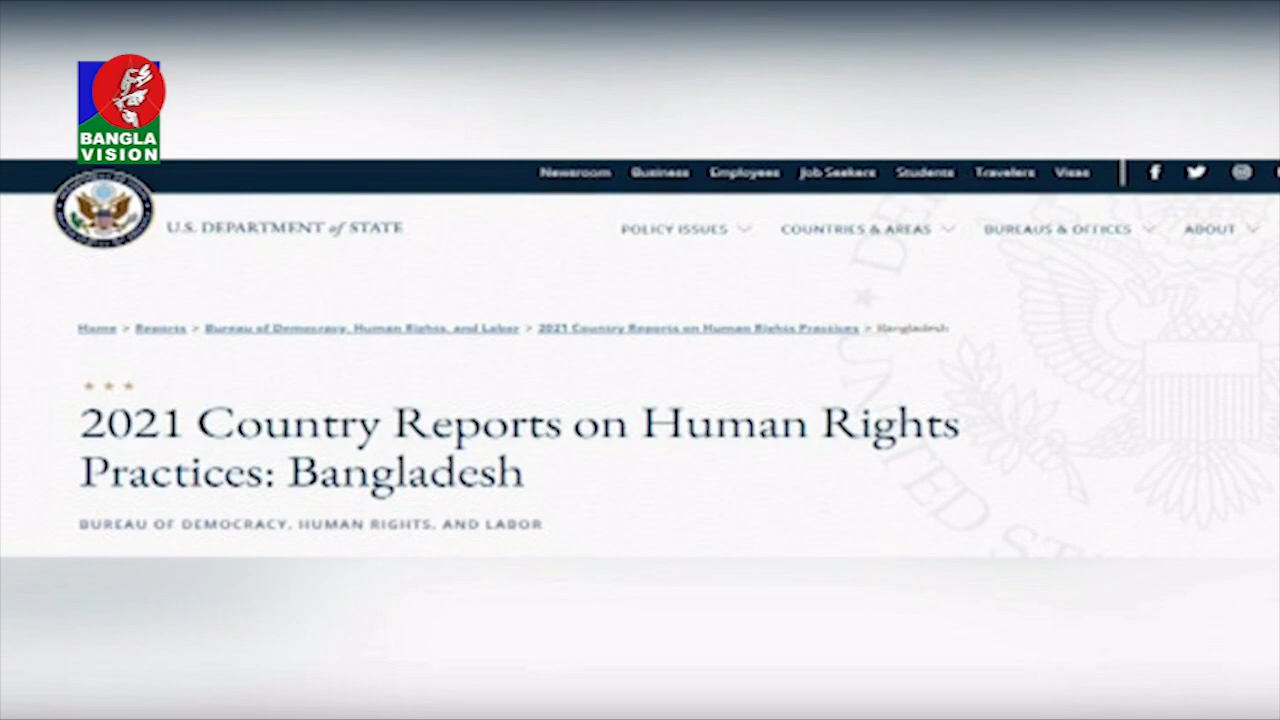 BANGLA
VISION
Newsroom Business Employees Job Seekers Students Travelers Visas
U.S. DEPARTMENT of STATE
POLICY ISSUES COUNTRIES & AREAS BUREAUS & OFFICES ABOUT
Home > Reports > Bureau of Democracy, Human Rights, and Labor > 2021 Country Reports on Human Rights Practices > Bangladesh
2021 Country Reports on Human Rights
Practices: Bangladesh
BUREAU OF DEMOCRACY, HUMAN RIGHTS, AND LABOR
UNITED